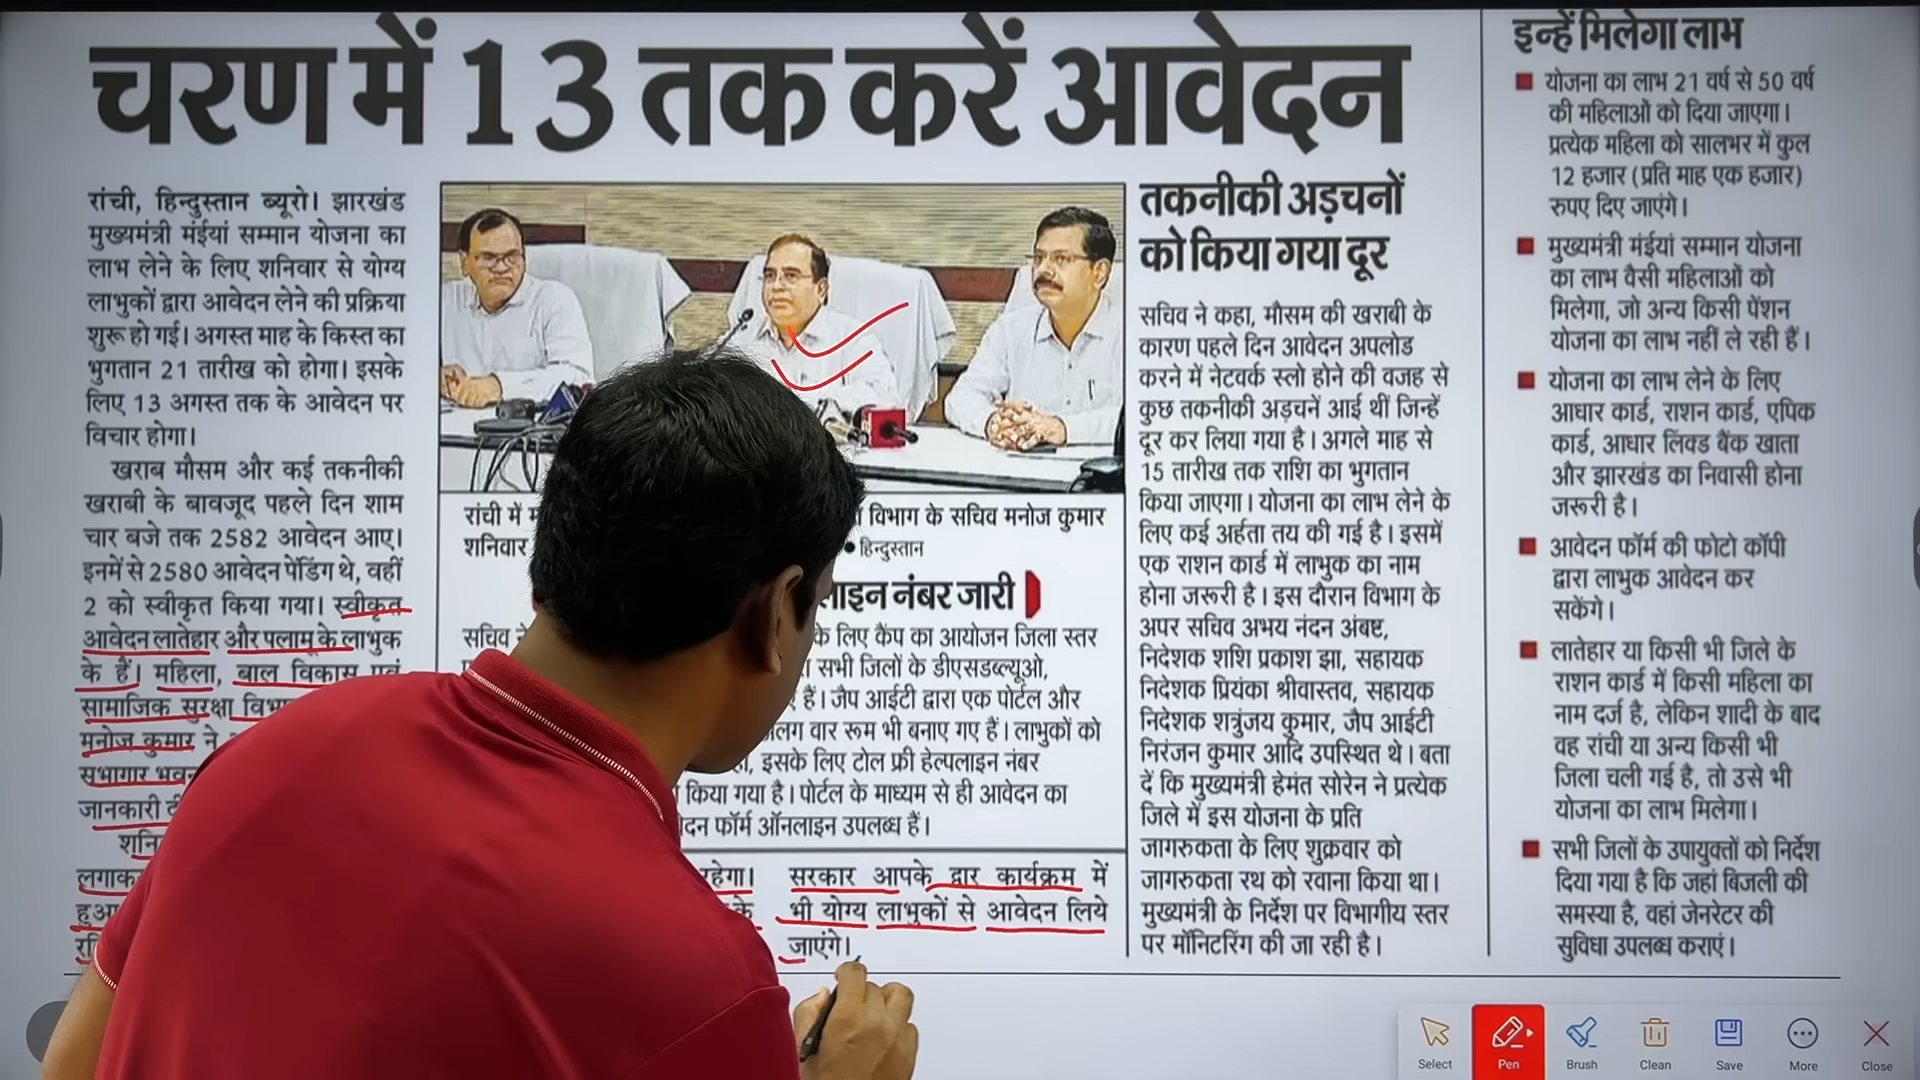 चरण में 13 तक करें आवेदन
रांची, हिन्दुस्तान ब्यूरो। झारखंड
मुख्यमंत्री मंईयां सम्मान योजना का
लाभ लेने के लिए शनिवार से योग्य
लाभुकों द्वारा आवेदन लेने की प्रक्रिया
शुरू हो गई। अगस्त माह के किस्त का
भुगतान 21 तारीख को होगा। इसके
लिए 13 अगस्त तक के आवेदन पर
विचार होगा।
खराब मौसम और कई तकनीकी
खराबी के बावजूद पहले दिन शाम
चार बजे तक 2582 आवेदन आए।
इनमें से 2580 आवेदन पेंडिंग थे, वहीं
2 को स्वीकृत किया गया। स्वीकृत
आवेदन लातेहार और पलामू के लाभुक
के हैं। महिला, बाल विकास एवं
सामाजिक सुरक्षा
मनोज कुमार ने
सभागार
जानकारी
रांची में
विभाग के सचिव मनोज कुमार
शनिवार
● हिन्दुस्तान
लाइन नंबर जारी
सचिव ने
के लिए कैंप का आयोजन जिला स्तर
सभी जिलों के डीएसडब्ल्यूओ,
हैं। जैप आईटी द्वारा एक पोर्टल और
वार रूम भी बनाए गए हैं। लाभुकों को
इसके लिए टोल फ्री हेल्पलाइन नंबर
किया गया है। पोर्टल के माध्यम से ही आवेदन का
फॉर्म ऑनलाइन उपलब्ध हैं।
रहेगा।
के
सरकार आपके द्वार कार्यक्रम में
भी योग्य लाभुकों से आवेदन लिये
जाएंगे।
तकनीकी अड़चनों
को किया गया दूर
सचिव ने कहा, मौसम की खराबी के
कारण पहले दिन आवेदन अपलोड
करने में नेटवर्क स्लो होने की वजह से
कुछ तकनीकी अड़चनें आई थीं जिन्हें
दूर कर लिया गया है। अगले माह से
15 तारीख तक राशि का भुगतान
किया जाएगा। योजना का लाभ लेने के
लिए कई अर्हता तय की गई है। इसमें
एक राशन कार्ड में लाभुक का नाम
होना जरूरी है। इस दौरान विभाग के
अपर सचिव अभय नंदन अंबष्ट,
निदेशक शशि प्रकाश झा, सहायक
निदेशक प्रियंका श्रीवास्तव, सहायक
निदेशक शत्रुंजय कुमार, जैप आईटी
निरंजन कुमार आदि उपस्थित थे। बता
दें कि मुख्यमंत्री हेमंत सोरेन ने प्रत्येक
जिले में इस योजना के प्रति
जागरुकता के लिए शुक्रवार को
जागरुकता रथ को रवाना किया था।
मुख्यमंत्री के निर्देश पर विभागीय स्तर
पर मॉनिटरिंग की जा रही है।
इन्हें मिलेगा लाभ
■ योजना का लाभ 21 वर्ष से 50 वर्ष
की महिलाओं को दिया जाएगा।
प्रत्येक महिला को सालभर में कुल
12 हजार (प्रति माह एक हजार)
रुपए दिए जाएंगे।
■ मुख्यमंत्री मंईयां सम्मान योजना
का लाभ वैसी महिलाओं को
मिलेगा, जो अन्य किसी पेंशन
योजना का लाभ नहीं ले रही हैं।
■ योजना का लाभ लेने के लिए
आधार कार्ड, राशन कार्ड, एपिक
कार्ड, आधार लिंक्ड बैंक खाता
और झारखंड का निवासी होना
जरूरी है।
■ आवेदन फॉर्म की फोटो कॉपी
द्वारा लाभुक आवेदन कर
सकेंगे।
■ लातेहार या किसी भी जिले के
राशन कार्ड में किसी महिला का
नाम दर्ज है, लेकिन शादी के बाद
वह रांची या अन्य किसी भी
जिला चली गई है, तो उसे भी
योजना का लाभ मिलेगा।
■ सभी जिलों के उपायुक्तों को निर्देश
दिया गया है कि जहां बिजली की
समस्या है, वहां जेनरेटर की
सुविधा उपलब्ध कराएं।
Select
Pen
Brush
Clean
Save
More
Close